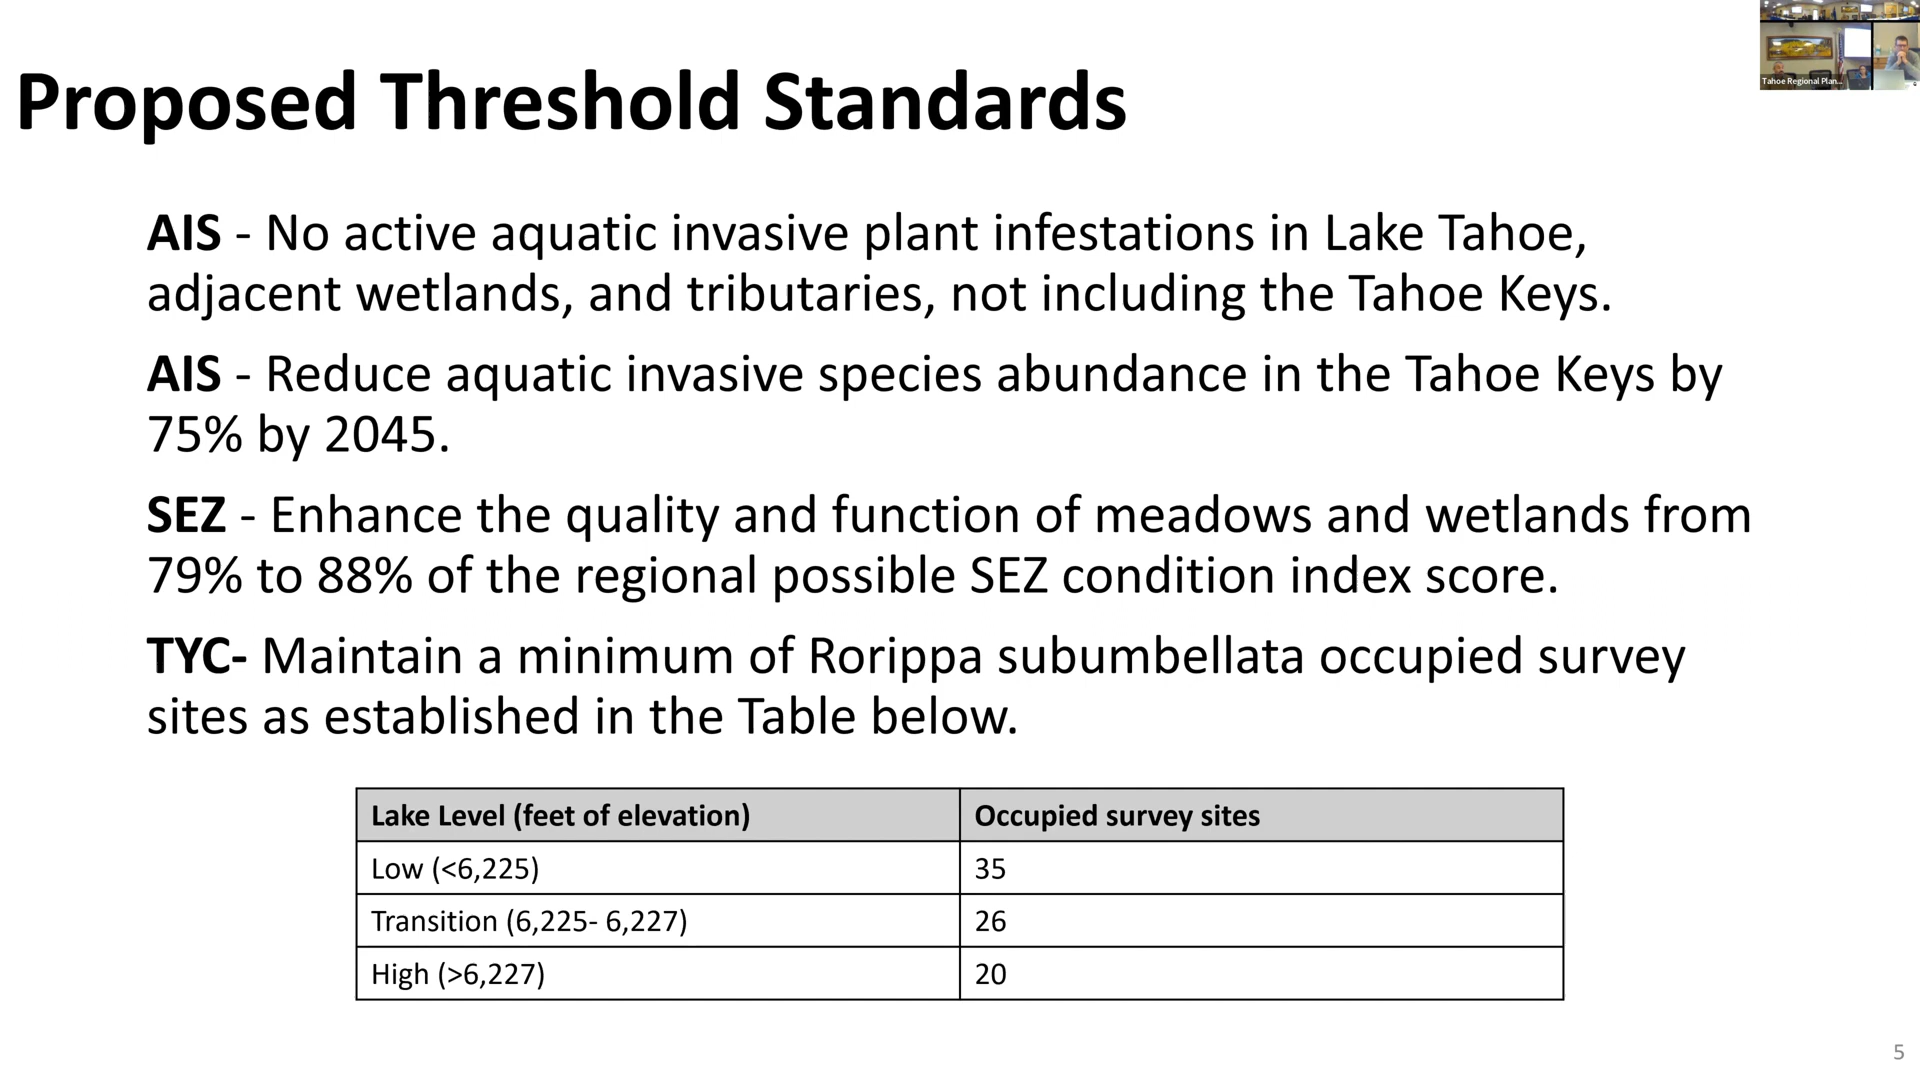 Proposed Threshold Standards
Tahoe Regional Plan...
AIS - No active aquatic invasive plant infestations in Lake Tahoe,
adjacent wetlands, and tributaries, not including the Tahoe Keys.
AIS - Reduce aquatic invasive species abundance in the Tahoe Keys by
75% by 2045.
SEZ - Enhance the quality and function of meadows and wetlands from
79% to 88% of the regional possible SEZ condition index score.
TYC- Maintain a minimum of Rorippa subumbellata occupied survey
sites as established in the Table below.
Lake Level (feet of elevation) Occupied survey sites
Low (<6,225) 35
Transition (6,225- 6,227) 26
High (>6,227) 20
5